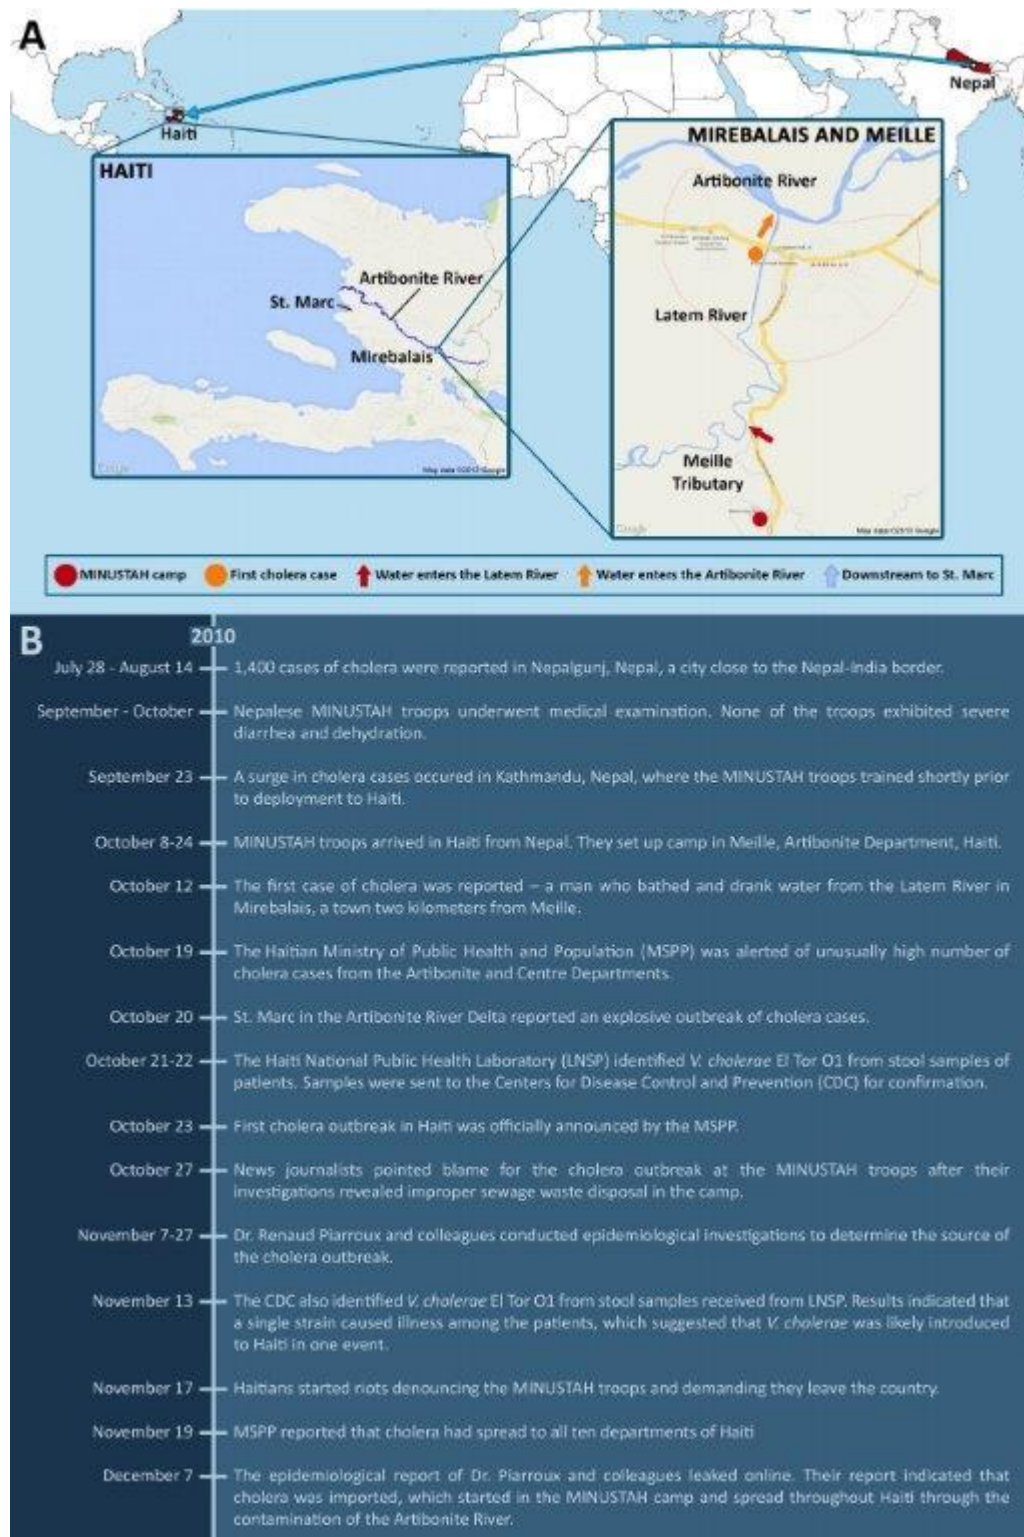 A
Nepal
Haiti
HAITI
Artibonite River
St. Marc
Mirebalais
Google
Map data ©2015 Google
MIREBALAIS AND MEILLE
Artibonite River
Latem River
Meille
Tributary
Google
Map data ©2015 Google
MINUSTAH camp
First cholera case
Water enters the Latem River
Water enters the Artibonite River
Downstream to St. Marc
B
2010
July 28 - August 14
1,400 cases of cholera were reported in Nepalgunj, Nepal, a city close to the Nepal-India border.
September - October
Nepalese MINUSTAH troops underwent medical examination. None of the troops exhibited severe
diarrhea and dehydration.
September 23
A surge in cholera cases occured in Kathmandu, Nepal, where the MINUSTAH troops trained shortly prior
to deployment to Haiti.
October 8-24
MINUSTAH troops arrived in Haiti from Nepal. They set up camp in Meille, Artibonite Department, Haiti.
October 12
The first case of cholera was reported – a man who bathed and drank water from the Latem River in
Mirebalais, a town two kilometers from Meille.
October 19
The Haitian Ministry of Public Health and Population (MSPP) was alerted of unusually high number of
cholera cases from the Artibonite and Centre Departments.
October 20
St. Marc in the Artibonite River Delta reported an explosive outbreak of cholera cases.
October 21-22
The Haiti National Public Health Laboratory (LNSP) identified V. cholerae El Tor O1 from stool samples of
patients. Samples were sent to the Centers for Disease Control and Prevention (CDC) for confirmation.
October 23
First cholera outbreak in Haiti was officially announced by the MSPP.
October 27
News journalists pointed blame for the cholera outbreak at the MINUSTAH troops after their
investigations revealed improper sewage waste disposal in the camp.
November 7-27
Dr. Renaud Piarroux and colleagues conducted epidemiological investigations to determine the source of
the cholera outbreak.
November 13
The CDC also identified V. cholerae El Tor O1 from stool samples received from LNSP. Results indicated that
a single strain caused illness among the patients, which suggested that V. cholerae was likely introduced
to Haiti in one event.
November 17
Haitians started riots denouncing the MINUSTAH troops and demanding they leave the country.
November 19
MSPP reported that cholera had spread to all ten departments of Haiti
December 7
The epidemiological report of Dr. Piarroux and colleagues leaked online. Their report indicated that
cholera was imported, which started in the MINUSTAH camp and spread throughout Haiti through the
contamination of the Artibonite River.